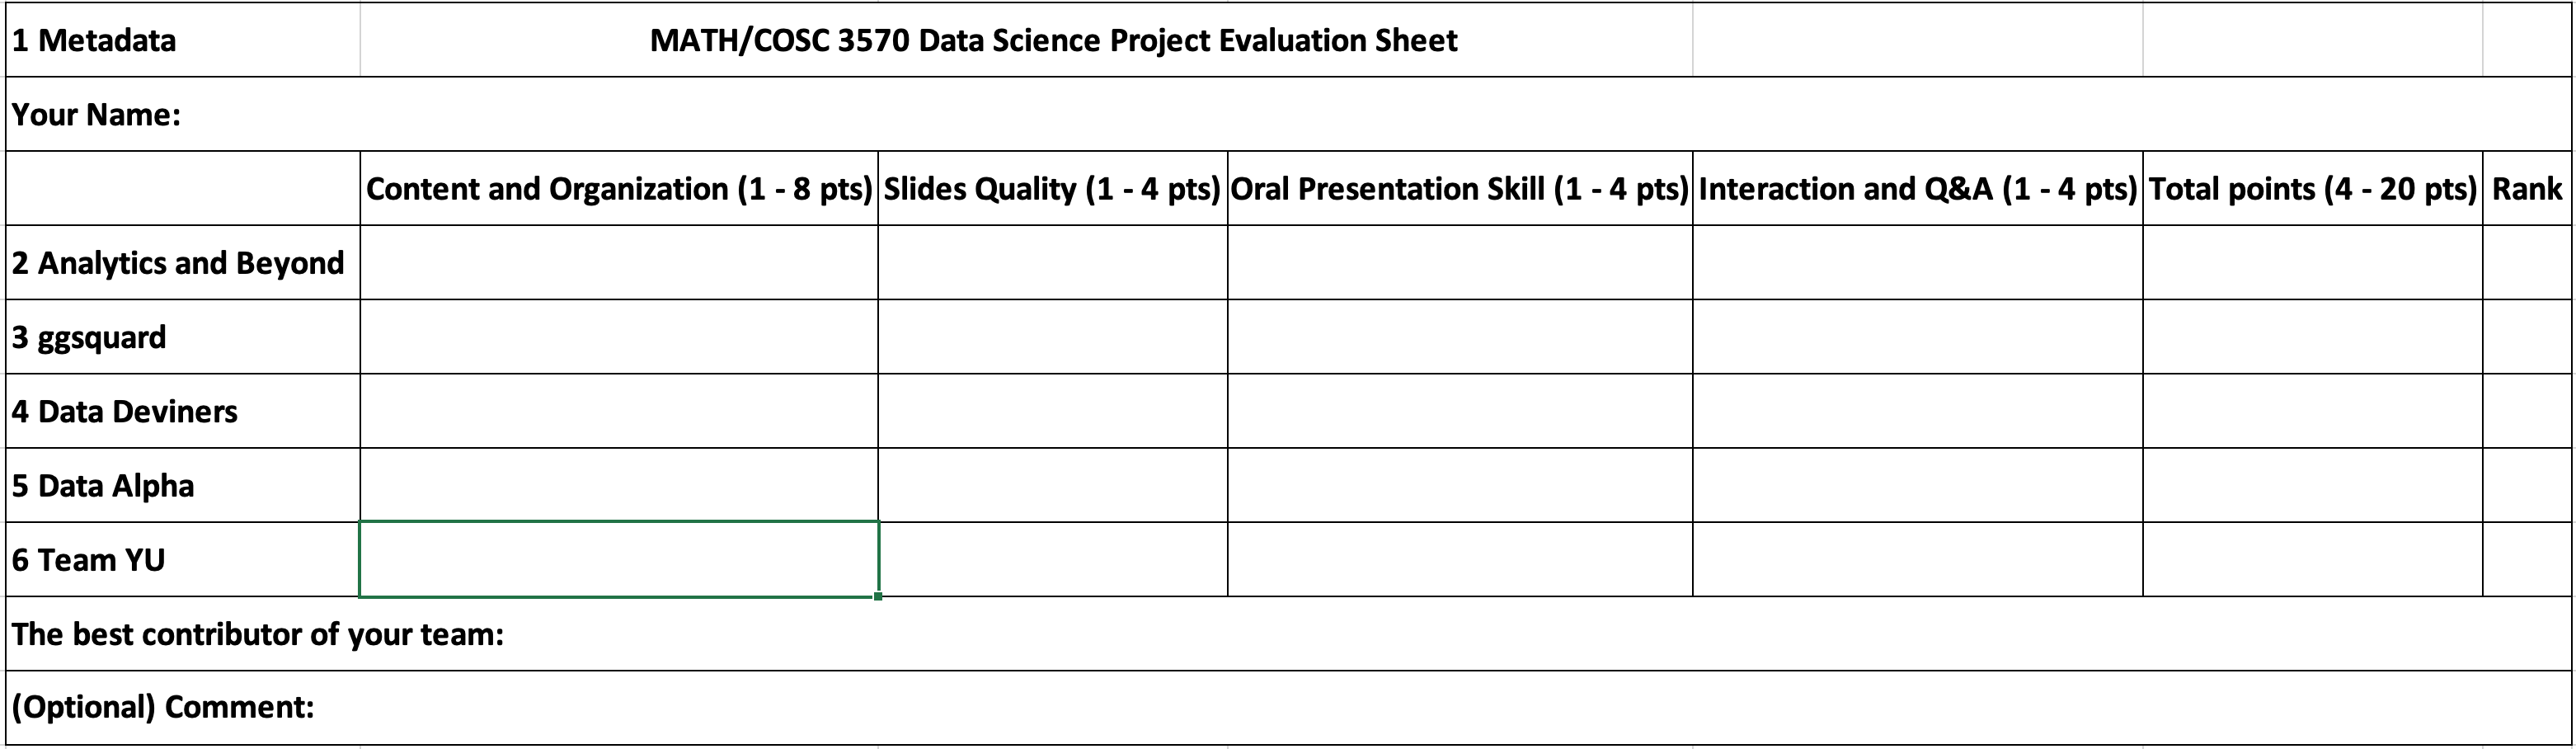 1 Metadata MATH/COSC 3570 Data Science Project Evaluation Sheet
Your Name:
Content and Organization (1 - 8 pts) Slides Quality (1 - 4 pts) Oral Presentation Skill (1 - 4 pts) Interaction and Q&A (1 - 4 pts) Total points (4 - 20 pts) Rank
2 Analytics and Beyond
3 ggsquard
4 Data Deviners
5 Data Alpha
6 Team YU
The best contributor of your team:
(Optional) Comment: